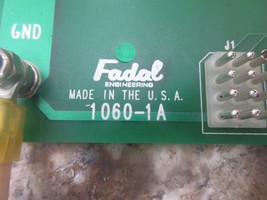 GND
J1
Fadal
ENGINEERING
MADE IN THE U.S.A.
1060-1A